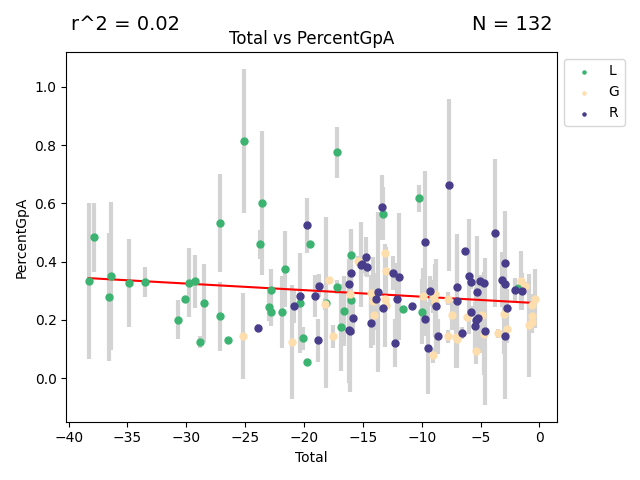 r^2 = 0.02
N = 132
Total vs PercentGpA
L
G
R
PercentGpA
1.0
0.8
0.6
0.4
0.2
0.0
−40 −35 −30 −25 −20 −15 −10 −5 0
Total